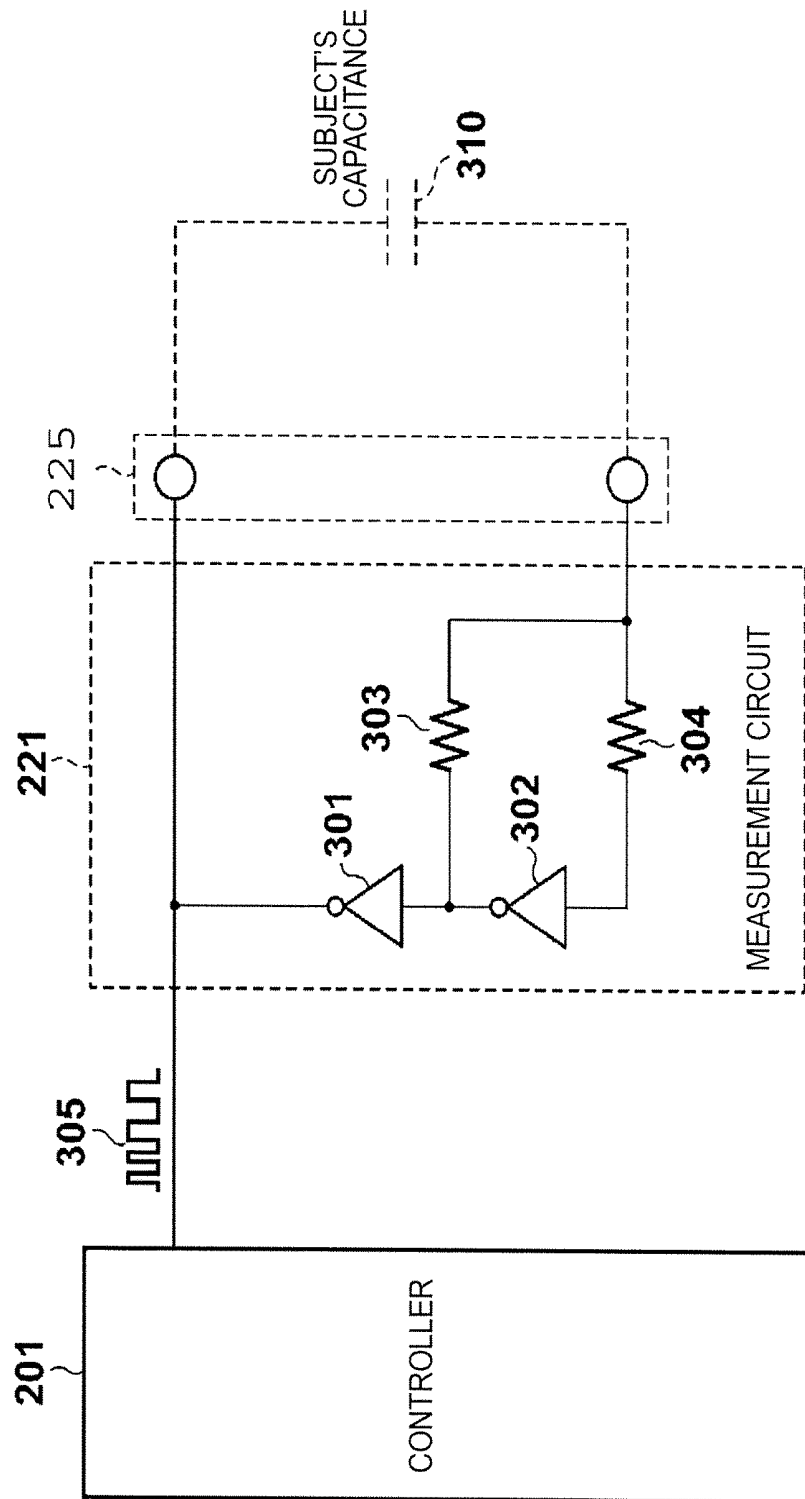 201
CONTROLLER
305
221
301
302
303
304
MEASUREMENT CIRCUIT
225
SUBJECT'S
CAPACITANCE
310